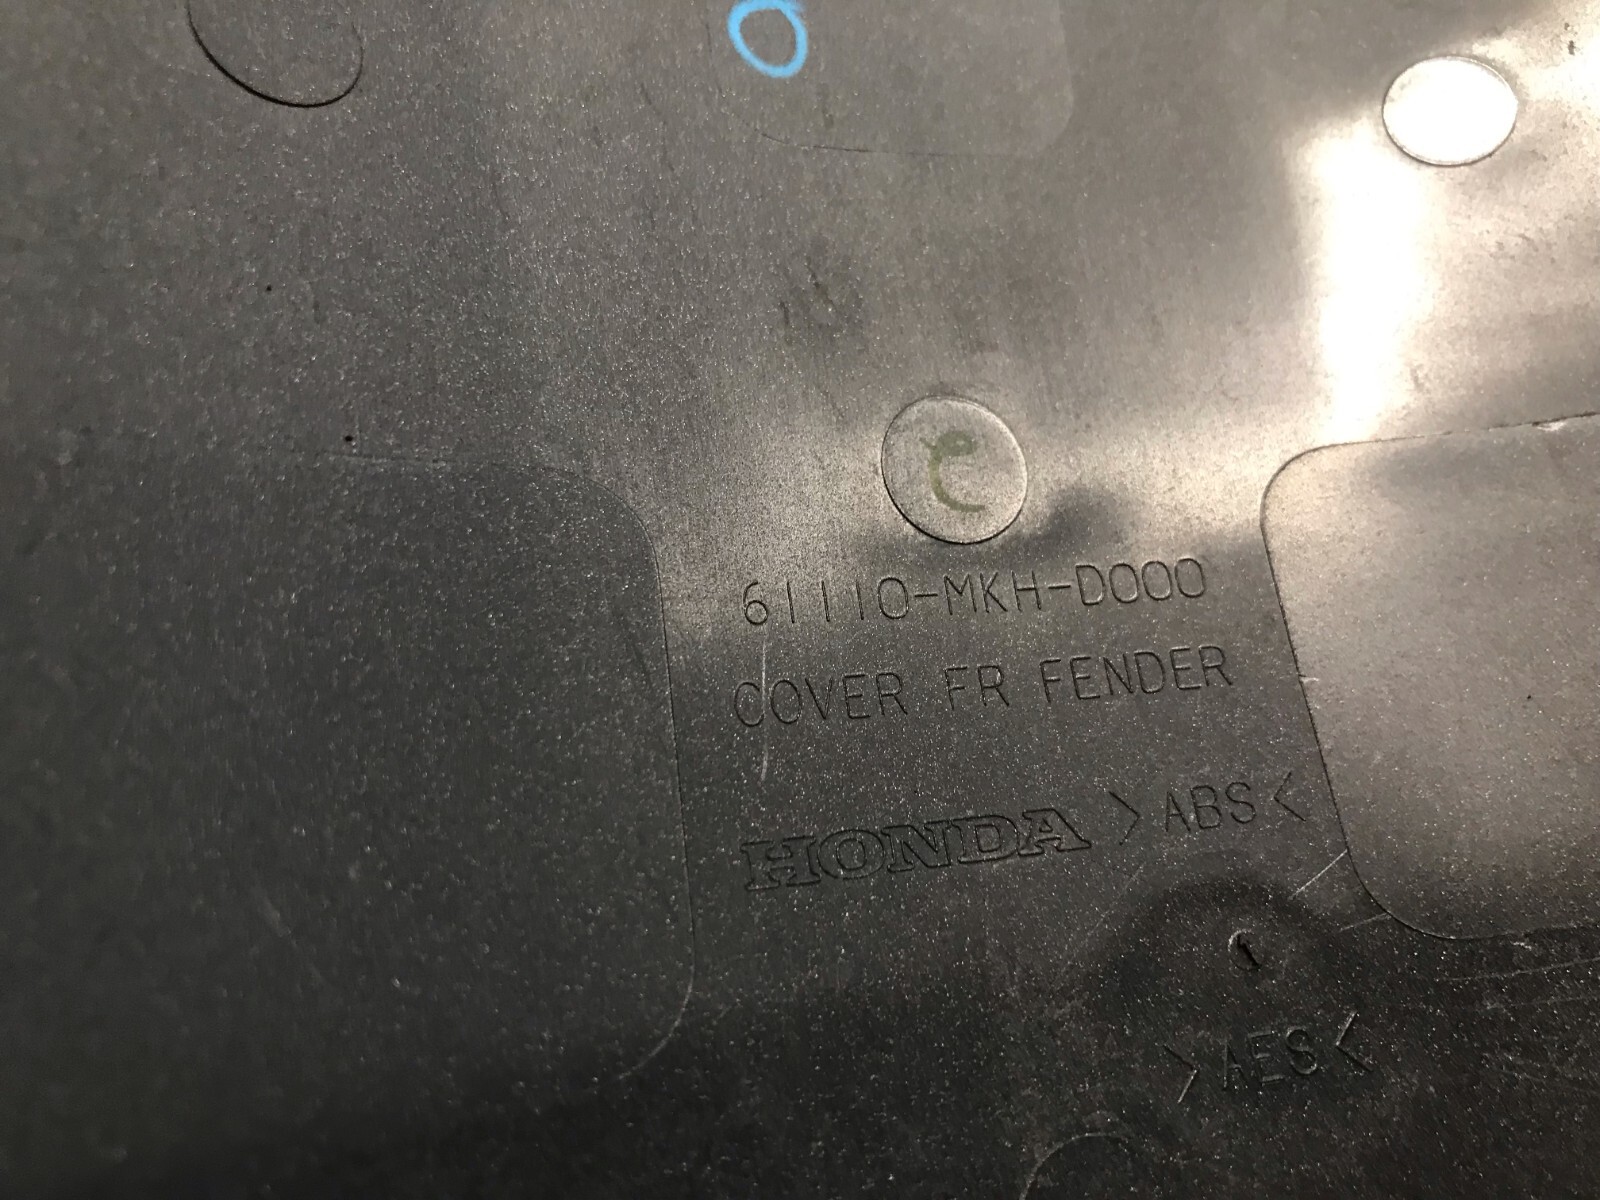 61110-MKH-D000
COVER FR FENDER
HONDA >ABS<
>AES<